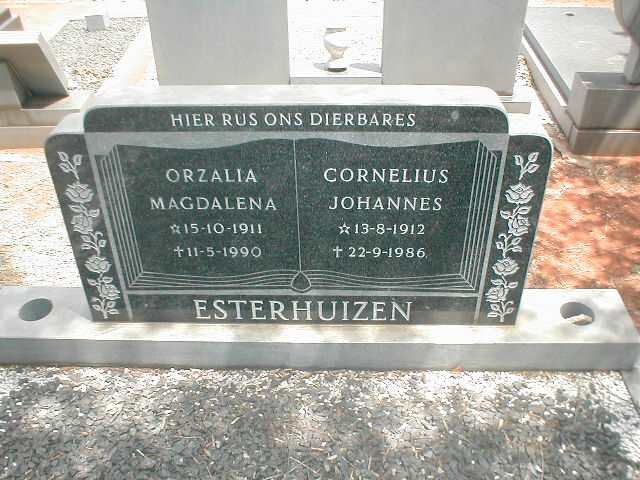 HIER RUS ONS DIERBARES
ORZALIA
MAGDALENA
☆15-10-1911
✝11-5-1990
CORNELIUS
JOHANNES
☆13-8-1912
✝22-9-1986
ESTERHUIZEN